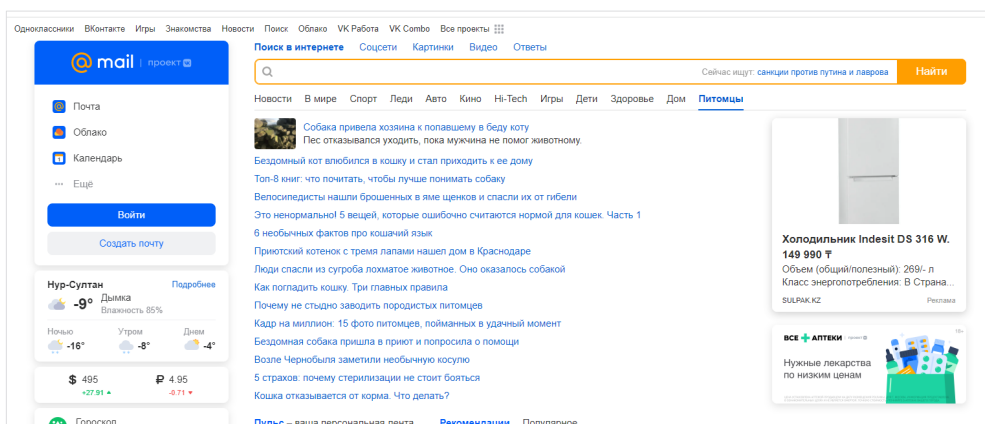 Одноклассники ВКонтакте Игры Знакомства Новости Поиск Облако VK Работа VK Combo Все проекты
mail | проект
Поиск в интернете Соцсети Картинки Видео Ответы
Сейчас ищут: санкции против путина и лаврова Найти
Новости В мире Спорт Леди Авто Кино Hi-Tech Игры Дети Здоровье Дом Питомцы
Почта
Облако
Календарь
Ещё
Войти
Создать почту
Собака привела хозяина к попавшему в беду коту
Пес отказывался уходить, пока мужчина не помог животному.
Бездомный кот влюбился в кошку и стал приходить к ее дому
Топ-8 книг: что почитать, чтобы лучше понимать собаку
Велосипедисты нашли брошенных в яме щенков и спасли их от гибели
Это ненормально! 5 вещей, которые ошибочно считаются нормой для кошек. Часть 1
6 необычных фактов про кошачий язык
Приютский котенок с тремя лапами нашел дом в Краснодаре
Люди спасли из сугроба лохматое животное. Оно оказалось собакой
Как погладить кошку. Три главных правила
Почему не стыдно заводить породистых питомцев
Кадр на миллион: 15 фото питомцев, пойманных в удачный момент
Бездомная собака пришла в приют и попросила о помощи
Возле Чернобыля заметили необычную косулю
5 страхов: почему стерилизации не стоит бояться
Кошка отказывается от корма. Что делать?
Пульс – ваша персональная лента Рекомендации Популярное
Нур-Султан Подробнее
-9° Дымка
Влажность 85%
Ночью Утром Днем
-16° -8° -4°
$ 495 ₽ 4.95
+27.91 -0.71
Гороскоп
Холодильник Indesit DS 316 W.
149 990 ₸
Объем (общий/полезный): 269/- л
Класс энергопотребления: B Страна...
SULPAK.KZ Реклама
ВСЕ АПТЕКИ | проект
18+
Нужные лекарства
по низким ценам